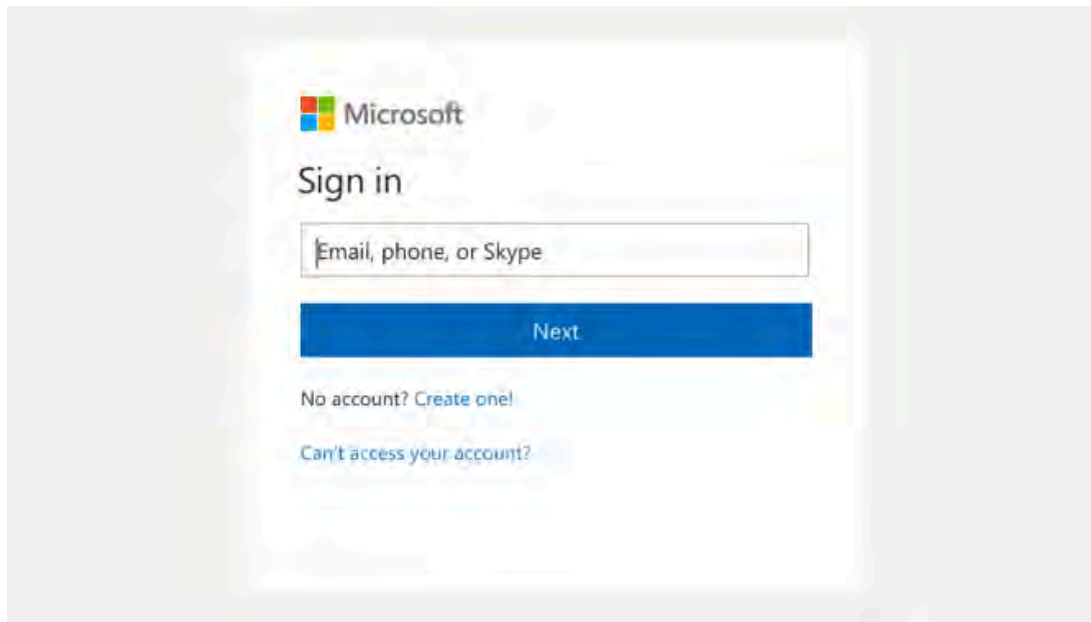 Microsoft
Sign in
Email, phone, or Skype
Next
No account? Create one!
Can't access your account?